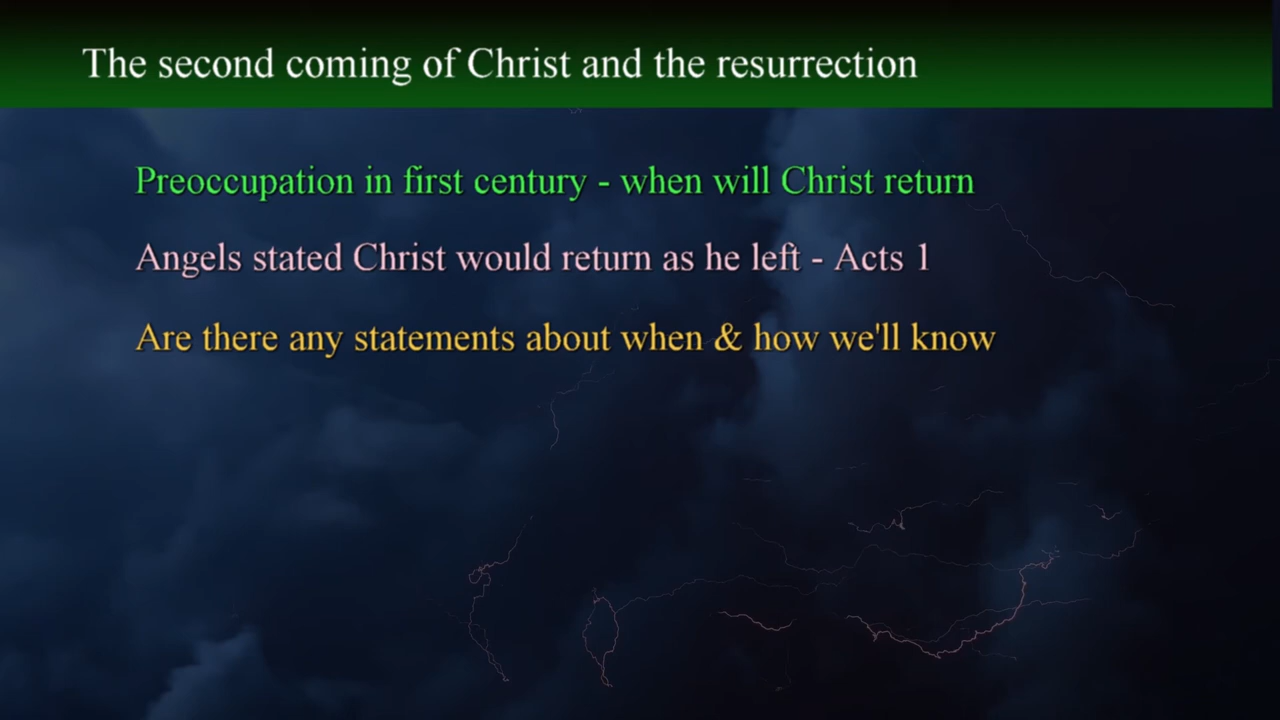 The second coming of Christ and the resurrection
Preoccupation in first century - when will Christ return
Angels stated Christ would return as he left - Acts 1
Are there any statements about when & how we'll know